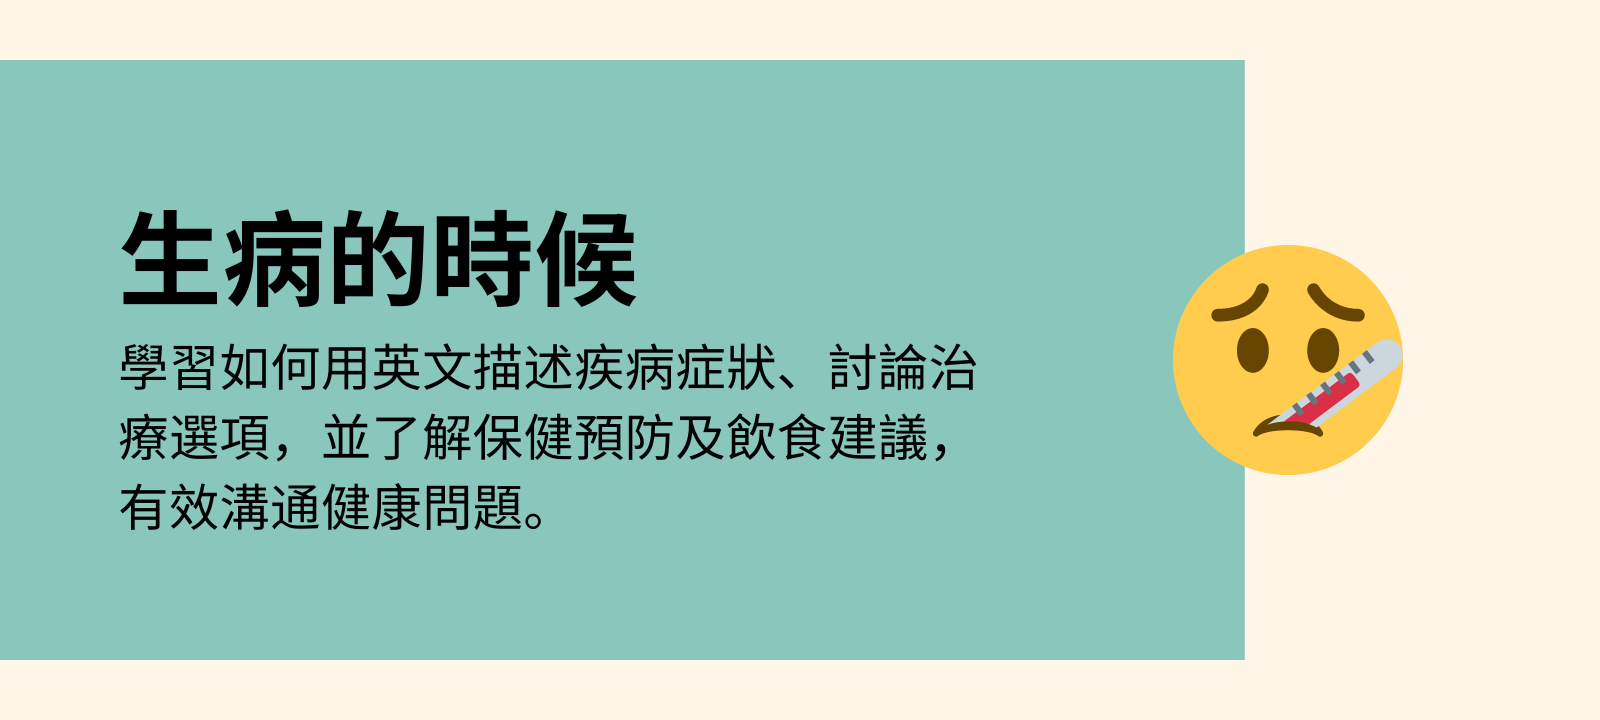 生病的時候
學習如何用英文描述疾病症狀、討論治
療選項，並了解保健預防及飲食建議，
有效溝通健康問題。